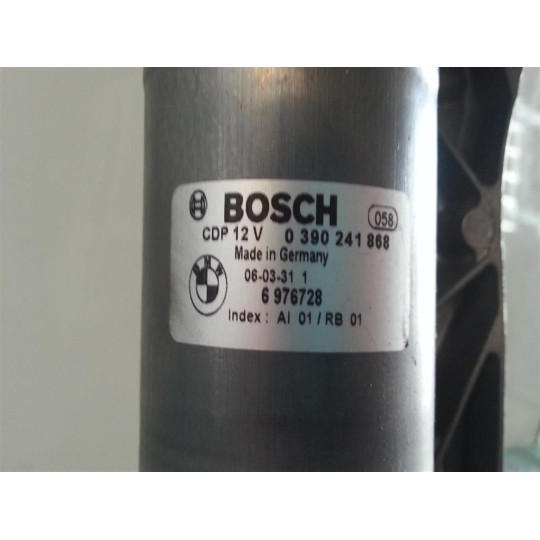 BOSCH 058
CDP 12 V 0 390 241 868
Made in Germany
06-03-31 1
BMW
6 976728
Index : Ai 01 / RB 01